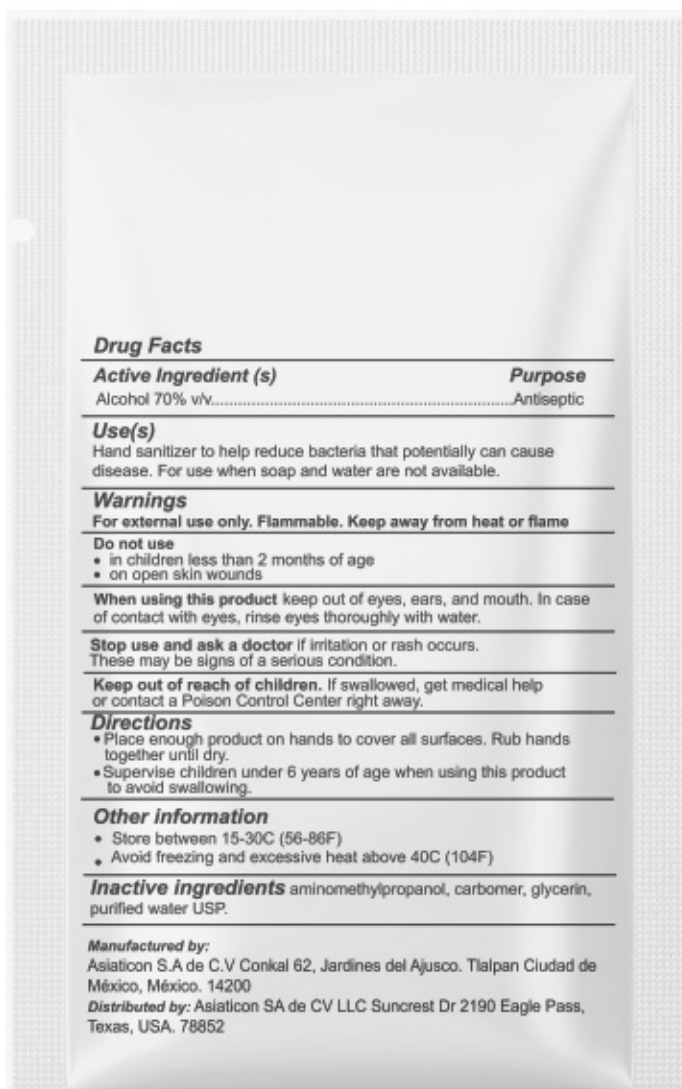 Drug Facts
Active Ingredient (s) Purpose
Alcohol 70% v/v..............................................................Antiseptic
Use(s)
Hand sanitizer to help reduce bacteria that potentially can cause
disease. For use when soap and water are not available.
Warnings
For external use only. Flammable. Keep away from heat or flame
Do not use
• in children less than 2 months of age
• on open skin wounds
When using this product keep out of eyes, ears, and mouth. In case
of contact with eyes, rinse eyes thoroughly with water.
Stop use and ask a doctor if irritation or rash occurs.
These may be signs of a serious condition.
Keep out of reach of children. If swallowed, get medical help
or contact a Poison Control Center right away.
Directions
• Place enough product on hands to cover all surfaces. Rub hands
together until dry.
• Supervise children under 6 years of age when using this product
to avoid swallowing.
Other information
• Store between 15-30C (56-86F)
• Avoid freezing and excessive heat above 40C (104F)
Inactive ingredients aminomethylpropanol, carbomer, glycerin,
purified water USP.
Manufactured by:
Asiaticon S.A de C.V Conkal 62, Jardines del Ajusco. Tlalpan Ciudad de
México, México. 14200
Distributed by: Asiaticon SA de CV LLC Suncrest Dr 2190 Eagle Pass,
Texas, USA. 78852